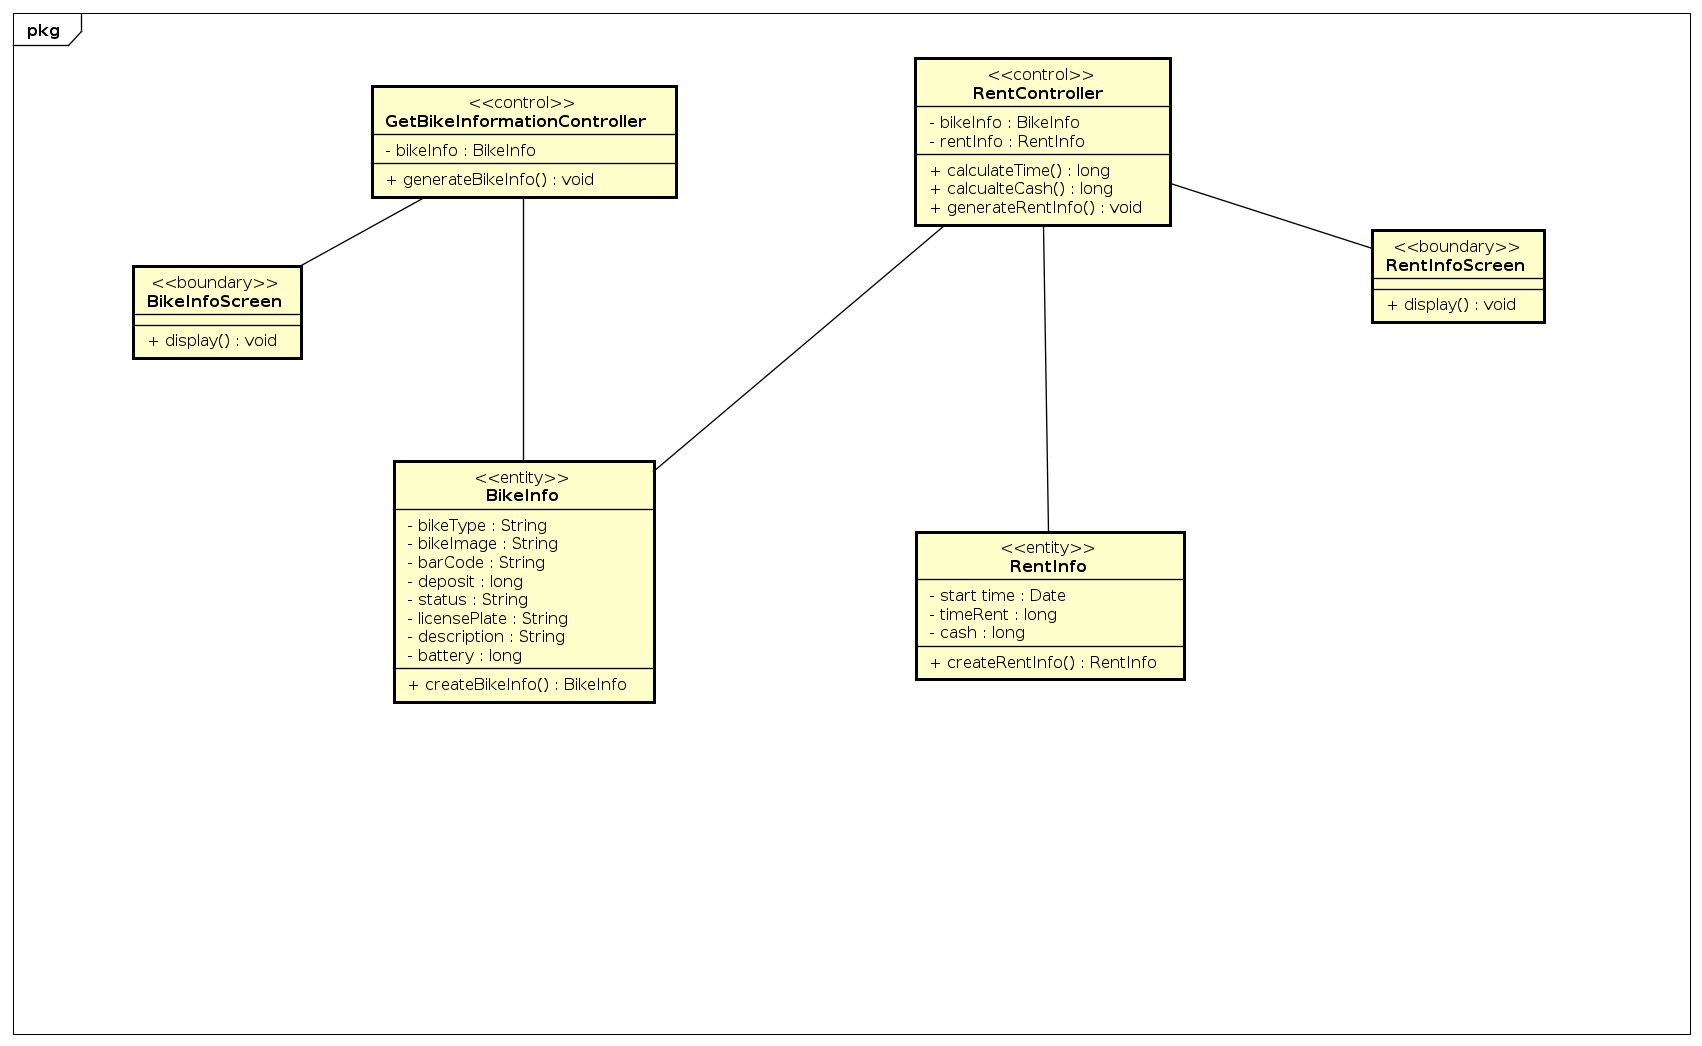 pkg
<<control>>
GetBikeInformationController
- bikeInfo : BikeInfo
+ generateBikeInfo() : void
<<control>>
RentController
- bikeInfo : BikeInfo
- rentInfo : RentInfo
+ calculateTime() : long
+ calcualteCash() : long
+ generateRentInfo() : void
<<boundary>>
BikeInfoScreen
+ display() : void
<<boundary>>
RentInfoScreen
+ display() : void
<<entity>>
BikeInfo
- bikeType : String
- bikeImage : String
- barCode : String
- deposit : long
- status : String
- licensePlate : String
- description : String
- battery : long
+ createBikeInfo() : BikeInfo
<<entity>>
RentInfo
- start time : Date
- timeRent : long
- cash : long
+ createRentInfo() : RentInfo